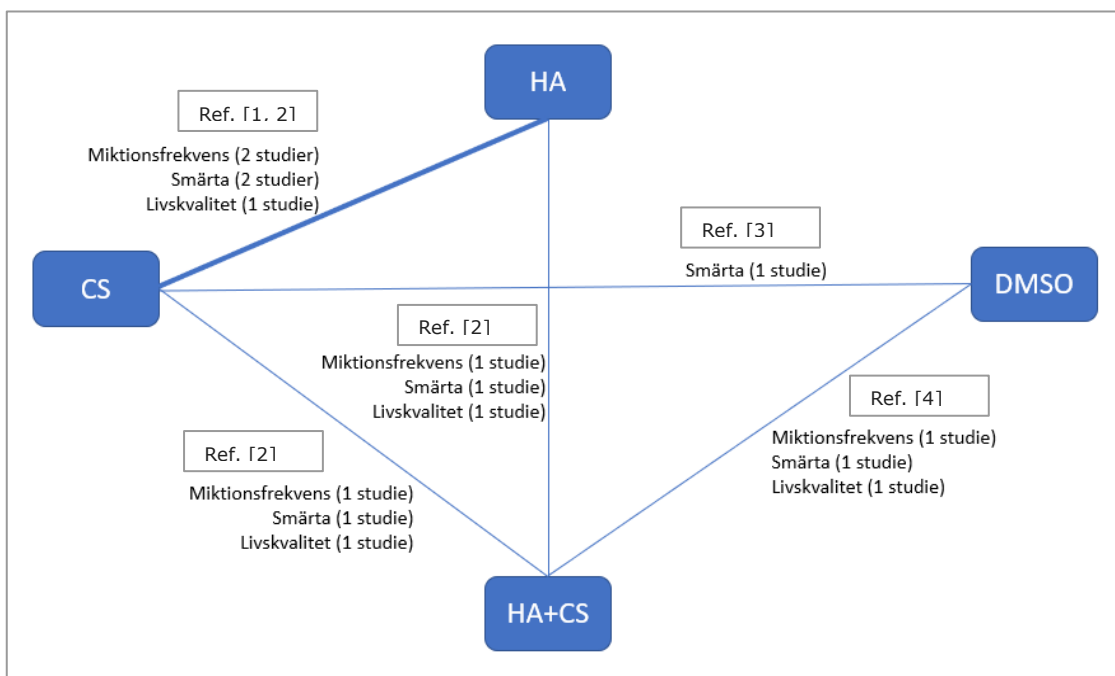 HA
Ref. [1, 2]
Miktionsfrekvens (2 studier)
Smärta (2 studier)
Livskvalitet (1 studie)
Ref. [3]
Smärta (1 studie)
CS
DMSO
Ref. [2]
Miktionsfrekvens (1 studie)
Smärta (1 studie)
Livskvalitet (1 studie)
Ref. [4]
Miktionsfrekvens (1 studie)
Smärta (1 studie)
Livskvalitet (1 studie)
Ref. [2]
Miktionsfrekvens (1 studie)
Smärta (1 studie)
Livskvalitet (1 studie)
HA+CS